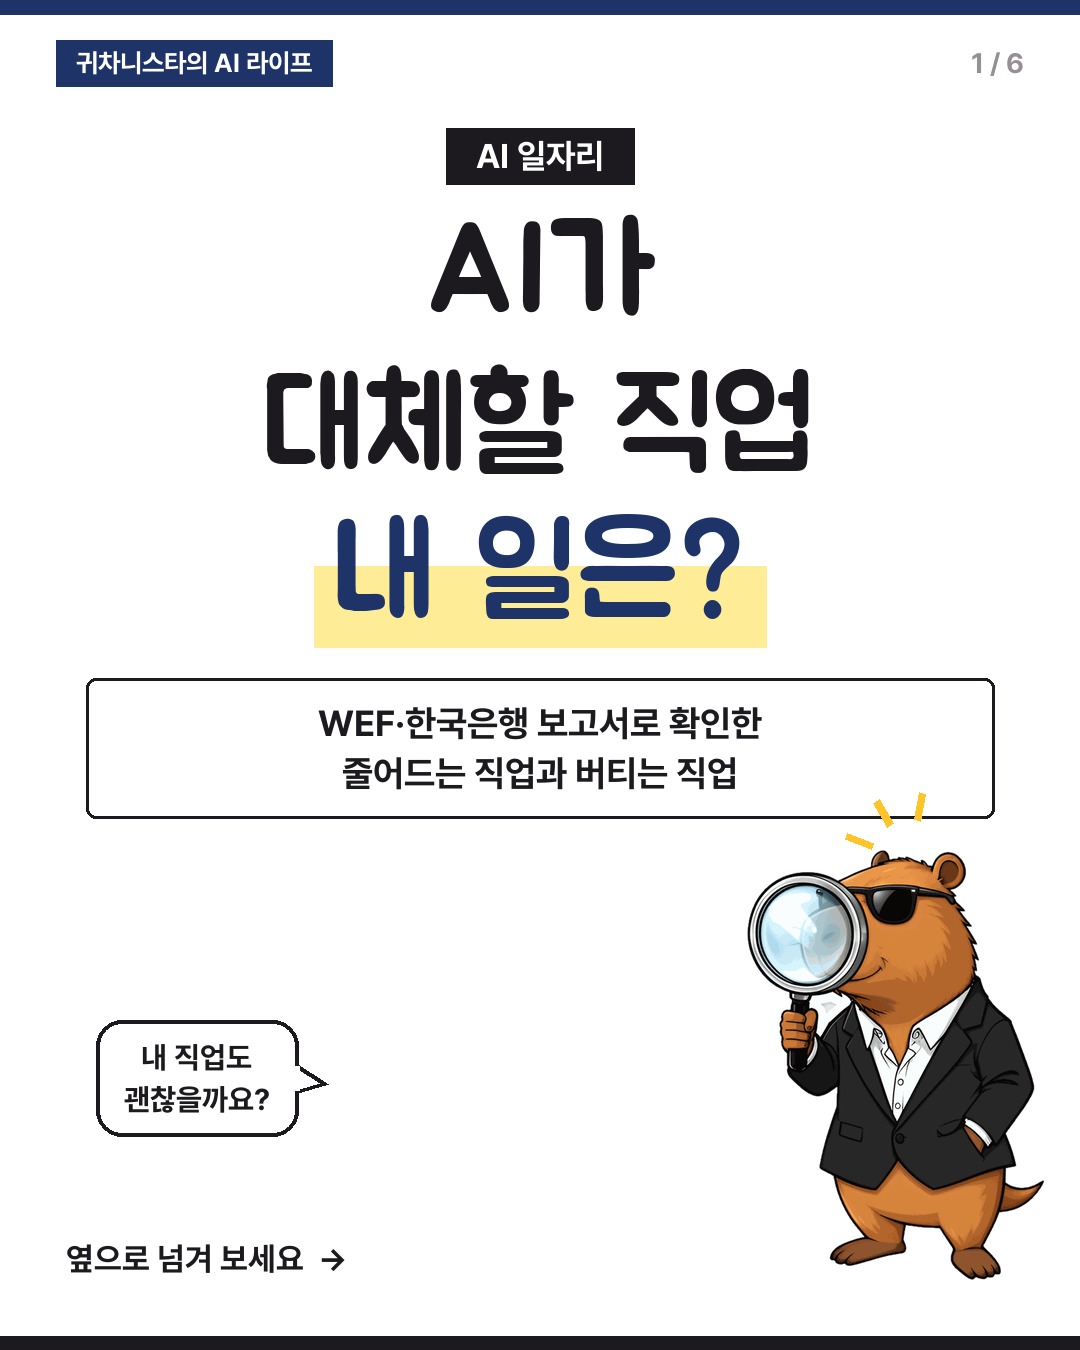 귀차니스타의 AI 라이프
1 / 6
AI 일자리
AI가
대체할 직업
내 일은?
WEF·한국은행 보고서로 확인한
줄어드는 직업과 버티는 직업
내 직업도
괜찮을까요?
옆으로 넘겨 보세요 →